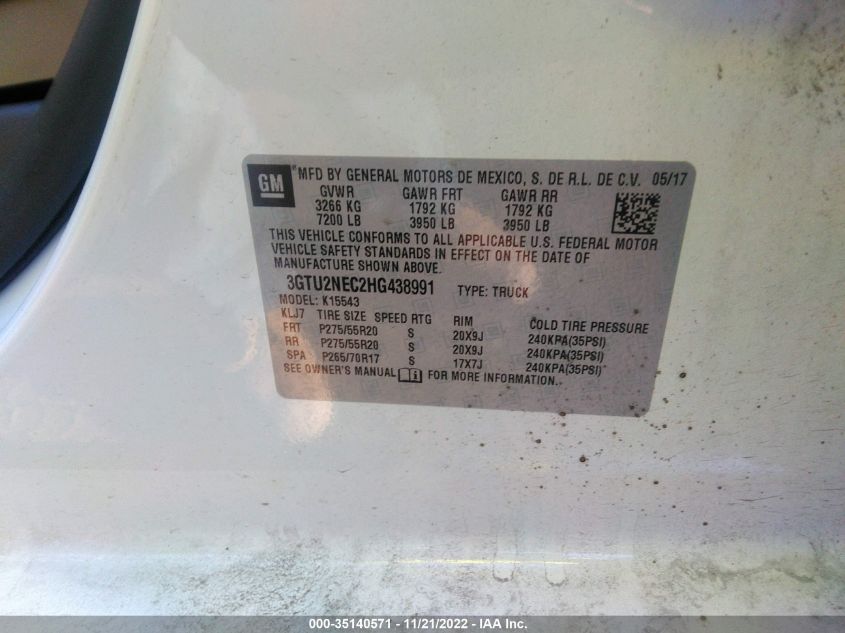 GM *MFD BY GENERAL MOTORS DE MEXICO, S. DE R.L. DE C.V. 05/17
GVWR GAWR FRT GAWR RR
3266 KG 1792 KG 1792 KG
7200 LB 3950 LB 3950 LB
THIS VEHICLE CONFORMS TO ALL APPLICABLE U.S. FEDERAL MOTOR
VEHICLE SAFETY STANDARDS IN EFFECT ON THE DATE OF
MANUFACTURE SHOWN ABOVE.
3GTU2NEC2HG438991 TYPE: TRUCK
MODEL: K15543
KLJ7 TIRE SIZE SPEED RTG RIM COLD TIRE PRESSURE
FRT P275/55R20 S 20X9J 240KPA(35PSI)
RR P275/55R20 S 20X9J 240KPA(35PSI)
SPA P265/70R17 S 17X7J 240KPA(35PSI)*
SEE OWNER'S MANUAL FOR MORE INFORMATION.
000-35140571 - 11/21/2022 - IAA Inc.